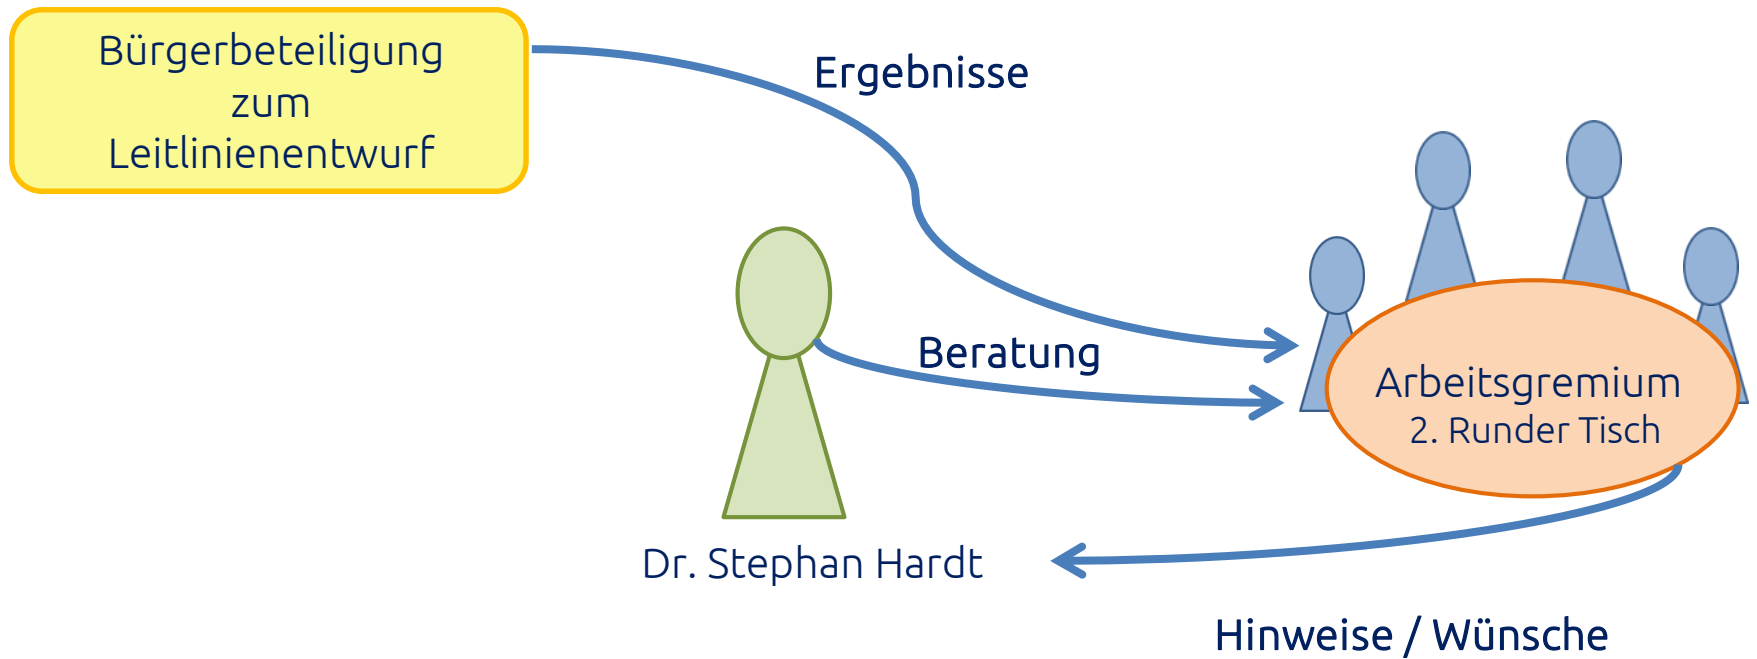 Bürgerbeteiligung
zum
Leitlinienentwurf
Ergebnisse
Beratung
Arbeitsgremium
2. Runder Tisch
Dr. Stephan Hardt
Hinweise / Wünsche